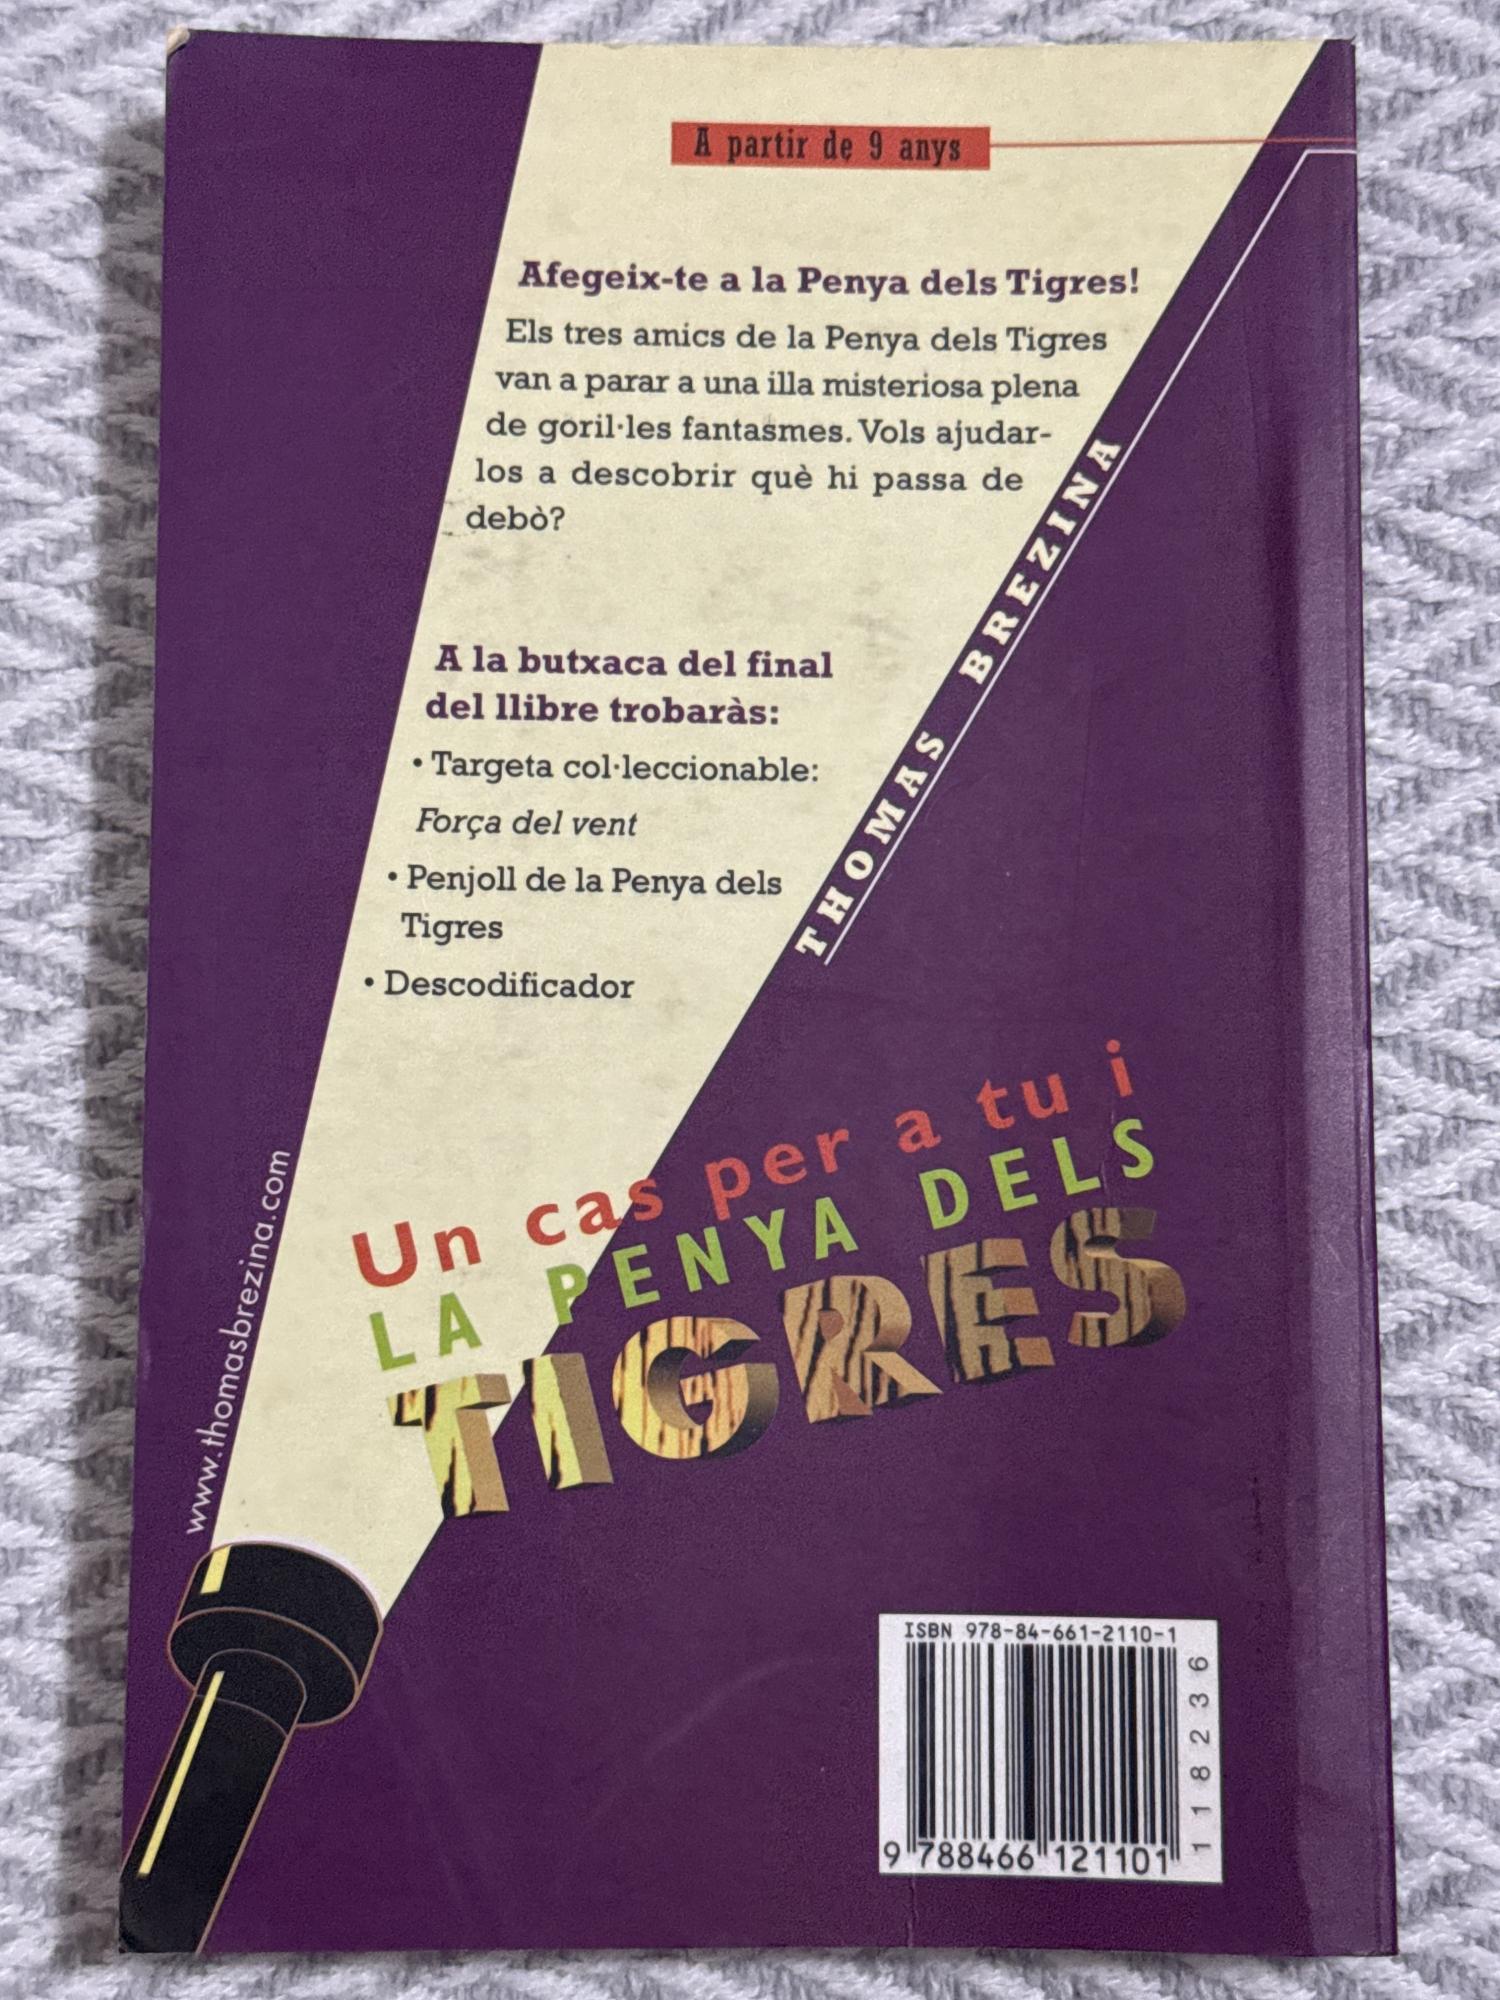 A partir de 9 anys
Afegeix-te a la Penya dels Tigres!
Els tres amics de la Penya dels Tigres
van a parar a una illa misteriosa plena
de goril·les fantasmes. Vols ajudar-
los a descobrir què hi passa de
debò?
A la butxaca del final
del llibre trobaràs:
• Targeta col·leccionable:
Força del vent
• Penjoll de la Penya dels
Tigres
• Descodificador
THOMAS BREZINA
Un cas per a tu i
LA PENYA DELS
TIGRES
www.thomasbrezina.com
ISBN 978-84-661-2110-1
9 788466 121101
118236